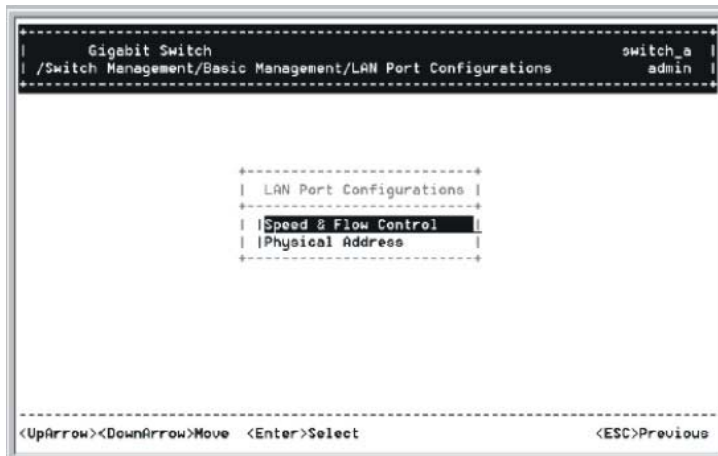 Gigabit Switch switch_a
/Switch Management/Basic Management/LAN Port Configurations admin
LAN Port Configurations
Speed & Flow Control
Physical Address
<UpArrow><DownArrow>Move <Enter>Select <ESC>Previous